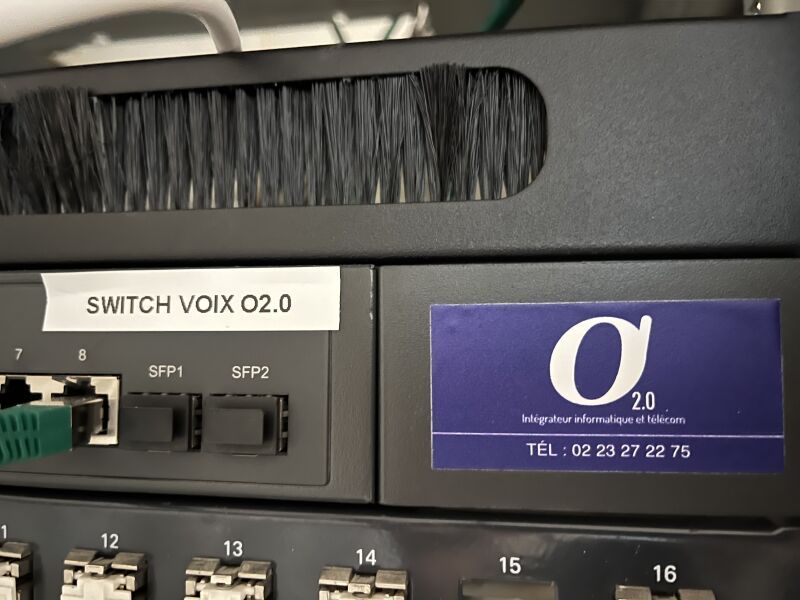 SWITCH VOIX O2.0
7 8
SFP1 SFP2
α
2.0
Intégrateur informatique et télécom
TÉL : 02 23 27 22 75
12 13 14 15 16